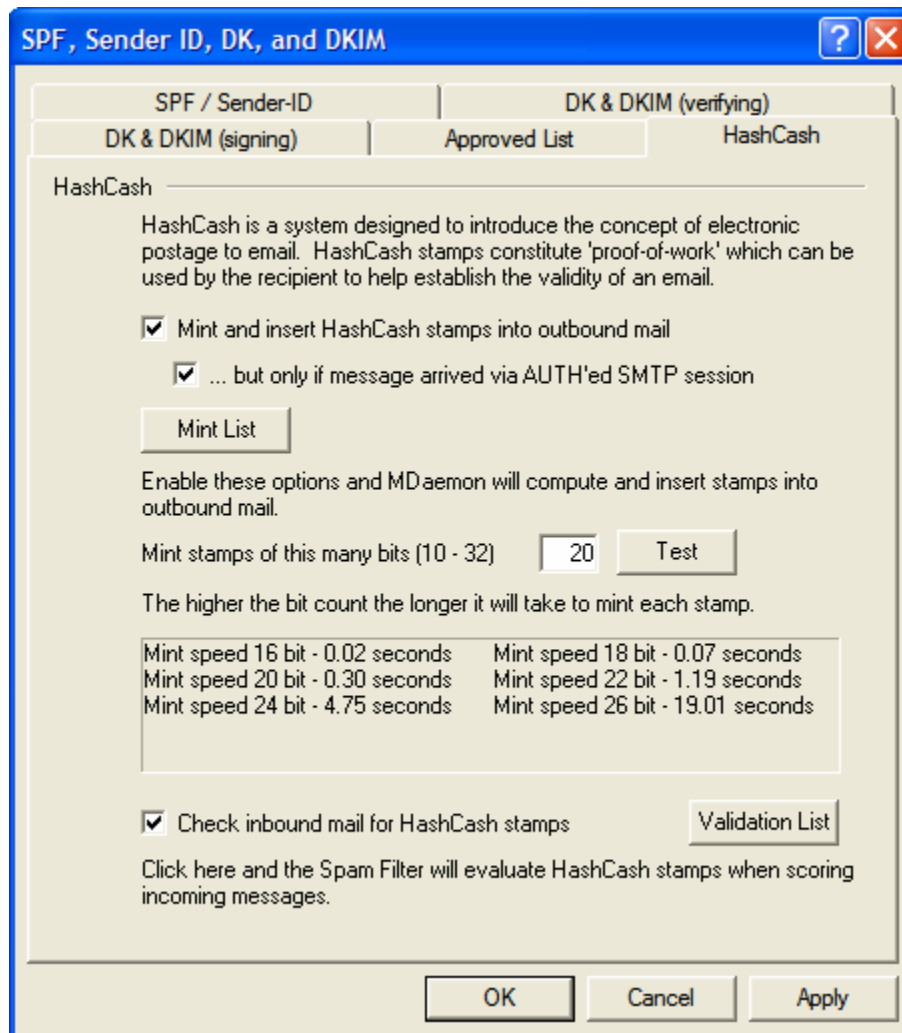 SPF, Sender ID, DK, and DKIM
SPF / Sender-ID
DK & DKIM (verifying)
DK & DKIM (signing)
Approved List
HashCash
HashCash
HashCash is a system designed to introduce the concept of electronic
postage to email.  HashCash stamps constitute 'proof-of-work' which can be
used by the recipient to help establish the validity of an email.
Mint and insert HashCash stamps into outbound mail
... but only if message arrived via AUTH'ed SMTP session
Mint List
Enable these options and MDaemon will compute and insert stamps into
outbound mail.
Mint stamps of this many bits (10 - 32) 20 Test
The higher the bit count the longer it will take to mint each stamp.
Mint speed 16 bit - 0.02 seconds Mint speed 18 bit - 0.07 seconds
Mint speed 20 bit - 0.30 seconds Mint speed 22 bit - 1.19 seconds
Mint speed 24 bit - 4.75 seconds Mint speed 26 bit - 19.01 seconds
Check inbound mail for HashCash stamps Validation List
Click here and the Spam Filter will evaluate HashCash stamps when scoring
incoming messages.
OK Cancel Apply